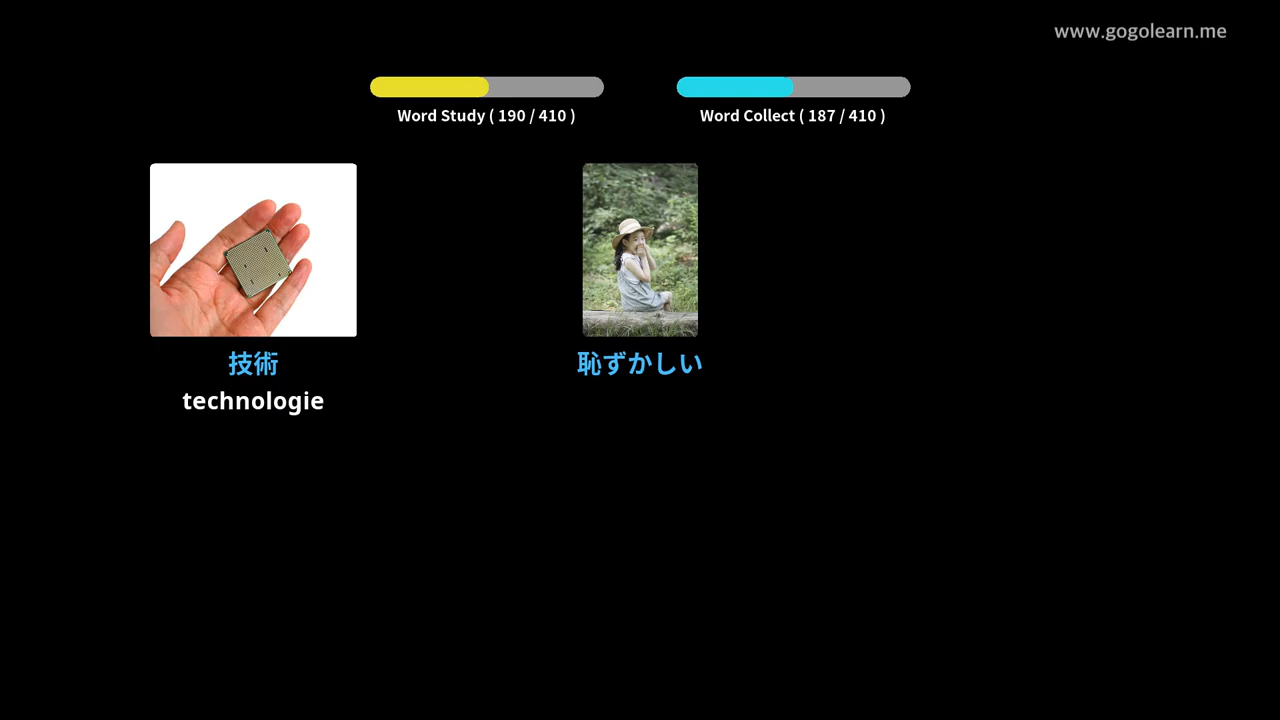 www.gogolearn.me
Word Study ( 190 / 410 )
Word Collect ( 187 / 410 )
技術
technologie
恥ずかしい